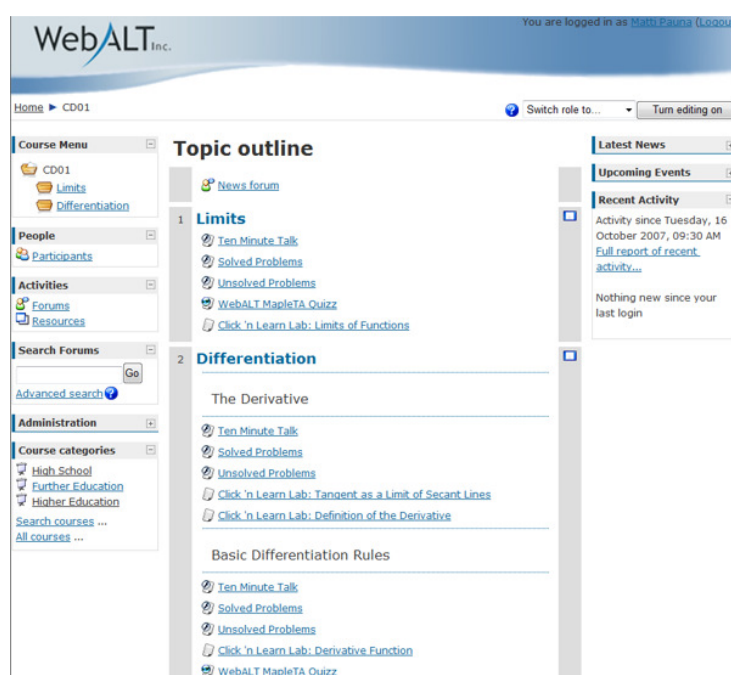 WebALT Inc.
You are logged in as Matti Pauna (Logou
Home ► CD01
Switch role to...
Turn editing on
Course Menu
CD01
Limits
Differentiation
People
Participants
Activities
Forums
Resources
Search Forums
Go
Advanced search
Administration
Course categories
High School
Further Education
Higher Education
Search courses ...
All courses ...
Topic outline
News forum
1 Limits
Ten Minute Talk
Solved Problems
Unsolved Problems
WebALT MapleTA Quizz
Click 'n Learn Lab: Limits of Functions
2 Differentiation
The Derivative
Ten Minute Talk
Solved Problems
Unsolved Problems
Click 'n Learn Lab: Tangent as a Limit of Secant Lines
Click 'n Learn Lab: Definition of the Derivative
Basic Differentiation Rules
Ten Minute Talk
Solved Problems
Unsolved Problems
Click 'n Learn Lab: Derivative Function
WebALT MapleTA Quizz
Latest News
Upcoming Events
Recent Activity
Activity since Tuesday, 16
October 2007, 09:30 AM
Full report of recent
activity...
Nothing new since your
last login